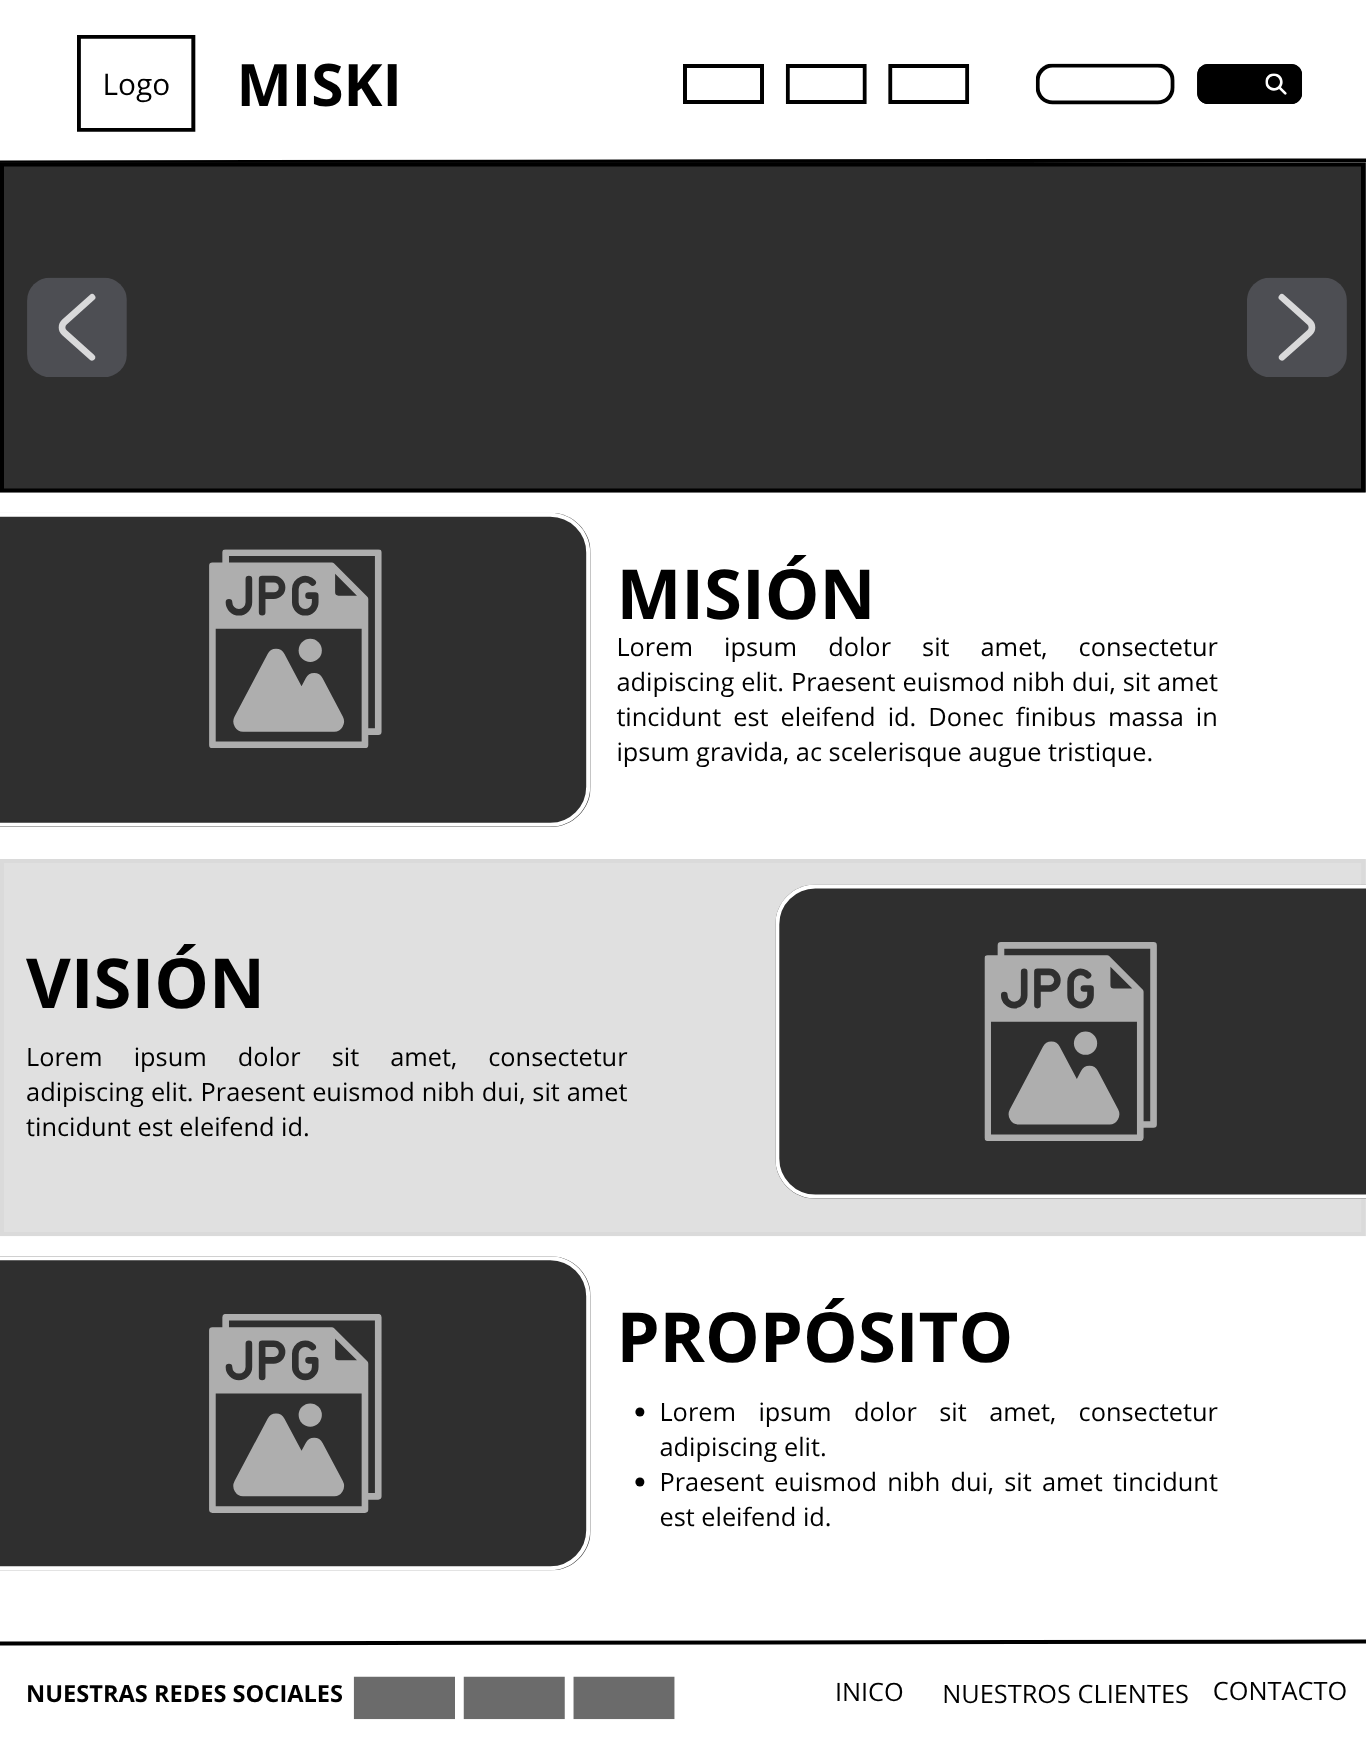 Logo
MISKI
JPG
MISIÓN
Lorem ipsum dolor sit amet, consectetur
adipiscing elit. Praesent euismod nibh dui, sit amet
tincidunt est eleifend id. Donec finibus massa in
ipsum gravida, ac scelerisque augue tristique.
VISIÓN
Lorem ipsum dolor sit amet, consectetur
adipiscing elit. Praesent euismod nibh dui, sit amet
tincidunt est eleifend id.
JPG
JPG
PROPÓSITO
• Lorem ipsum dolor sit amet, consectetur
adipiscing elit.
• Praesent euismod nibh dui, sit amet tincidunt
est eleifend id.
NUESTRAS REDES SOCIALES
INICO
NUESTROS CLIENTES
CONTACTO